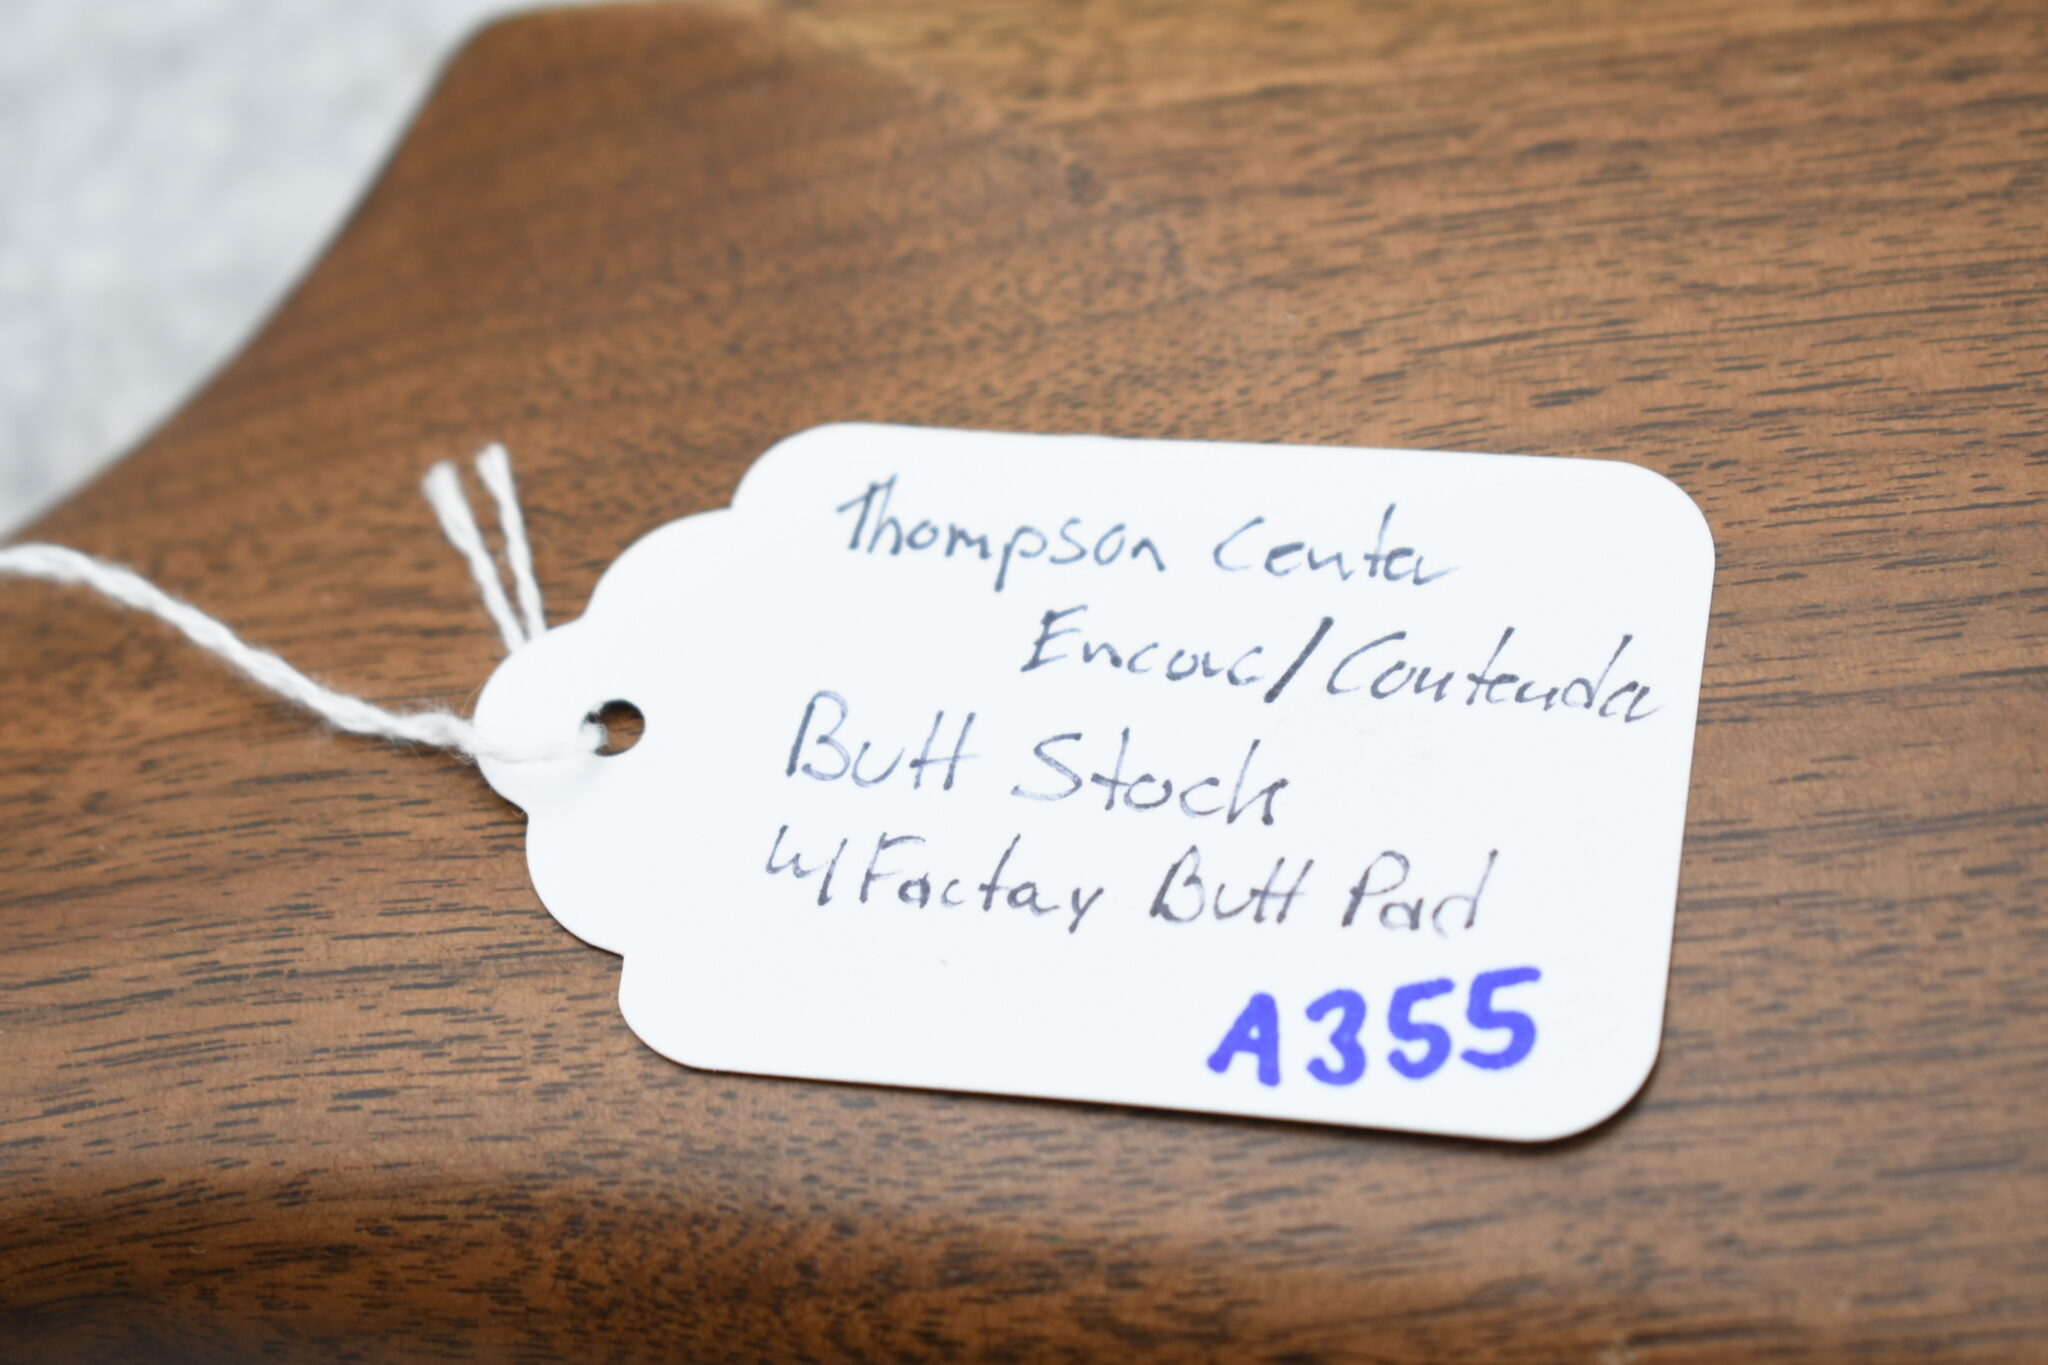 Thompson Center
Encore/Contender
Butt Stock
w/Factory Butt Pad
A355